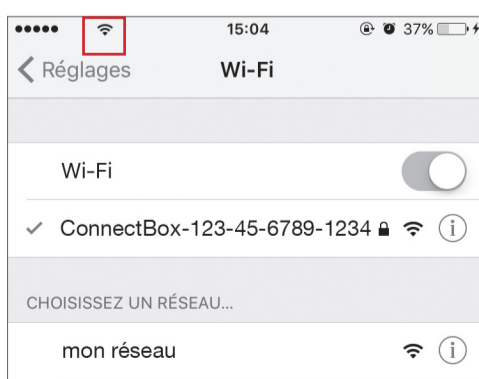 15:04 37%
Réglages Wi-Fi
Wi-Fi
ConnectBox-123-45-6789-1234
CHOISISSEZ UN RÉSEAU...
mon réseau